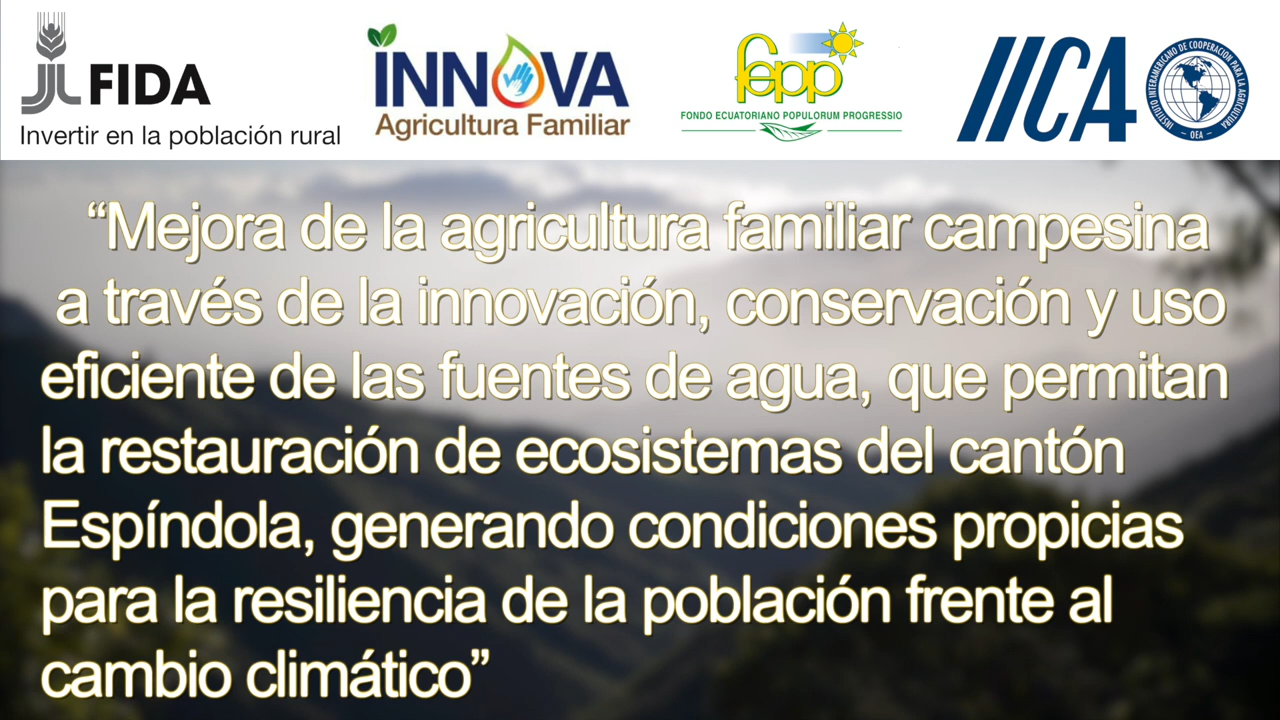 FIDA
Invertir en la población rural
INNOVA
Agricultura Familiar
fepp
FONDO ECUATORIANO POPULORUM PROGRESSIO
IICA
INSTITUTO INTERAMERICANO DE COOPERACION PARA LA AGRICULTURA
- OEA -
“Mejora de la agricultura familiar campesina
a través de la innovación, conservación y uso
eficiente de las fuentes de agua, que permitan
la restauración de ecosistemas del cantón
Espíndola, generando condiciones propicias
para la resiliencia de la población frente al
cambio climático”